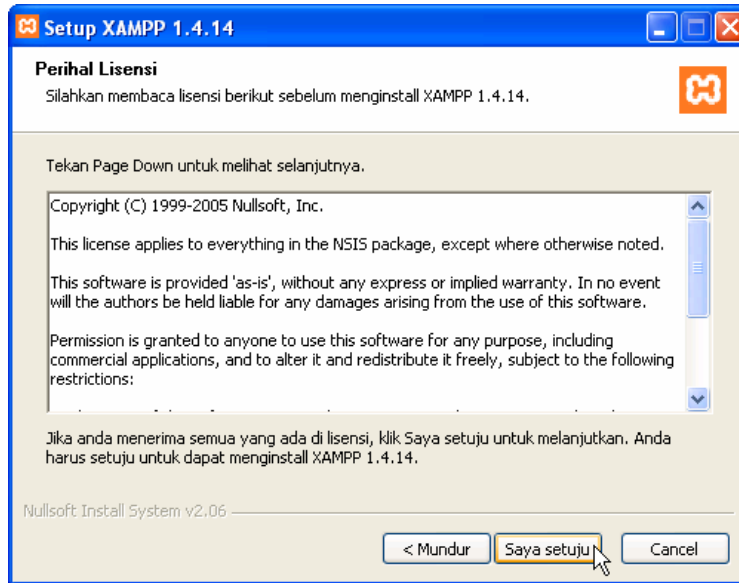 Setup XAMPP 1.4.14
Perihal Lisensi
Silahkan membaca lisensi berikut sebelum menginstall XAMPP 1.4.14.
Tekan Page Down untuk melihat selanjutnya.
Copyright (C) 1999-2005 Nullsoft, Inc.
This license applies to everything in the NSIS package, except where otherwise noted.
This software is provided 'as-is', without any express or implied warranty. In no event
will the authors be held liable for any damages arising from the use of this software.
Permission is granted to anyone to use this software for any purpose, including
commercial applications, and to alter it and redistribute it freely, subject to the following
restrictions:
Jika anda menerima semua yang ada di lisensi, klik Saya setuju untuk melanjutkan. Anda
harus setuju untuk dapat menginstall XAMPP 1.4.14.
Nullsoft Install System v2.06
< Mundur Saya setuju Cancel